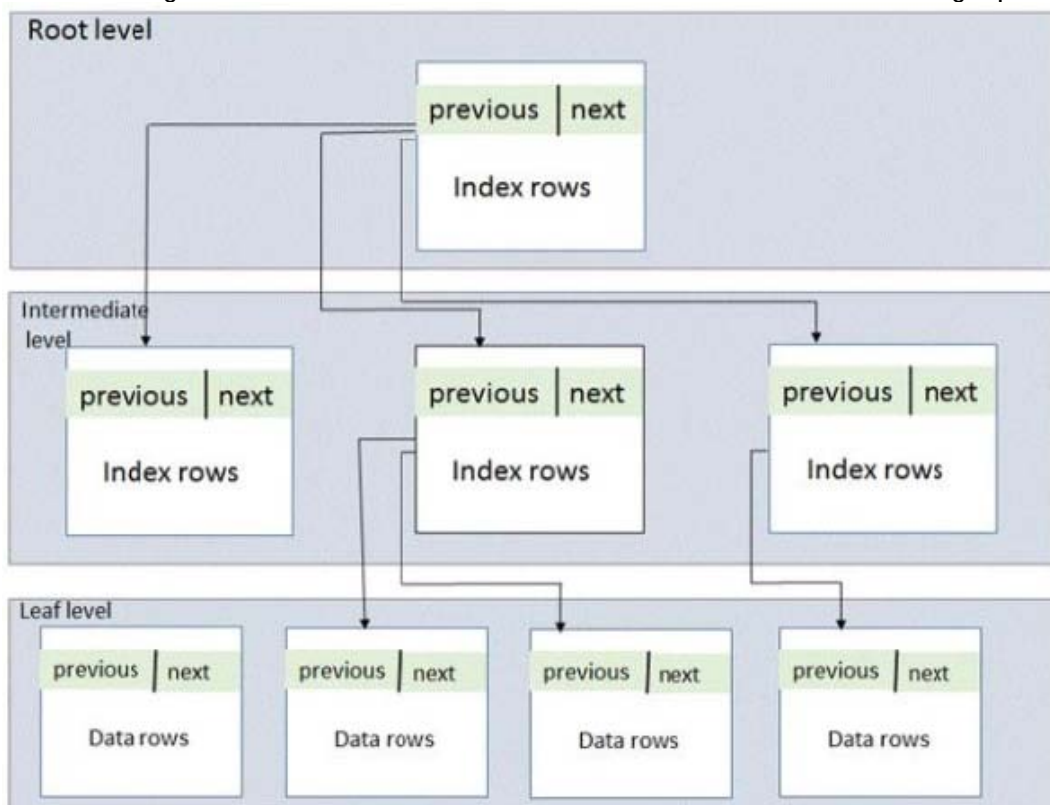 Root level
previous | next
Index rows
Intermediate
level
previous | next
previous | next
previous | next
Index rows
Index rows
Index rows
Leaf level
previous | next
previous | next
previous | next
previous | next
Data rows
Data rows
Data rows
Data rows